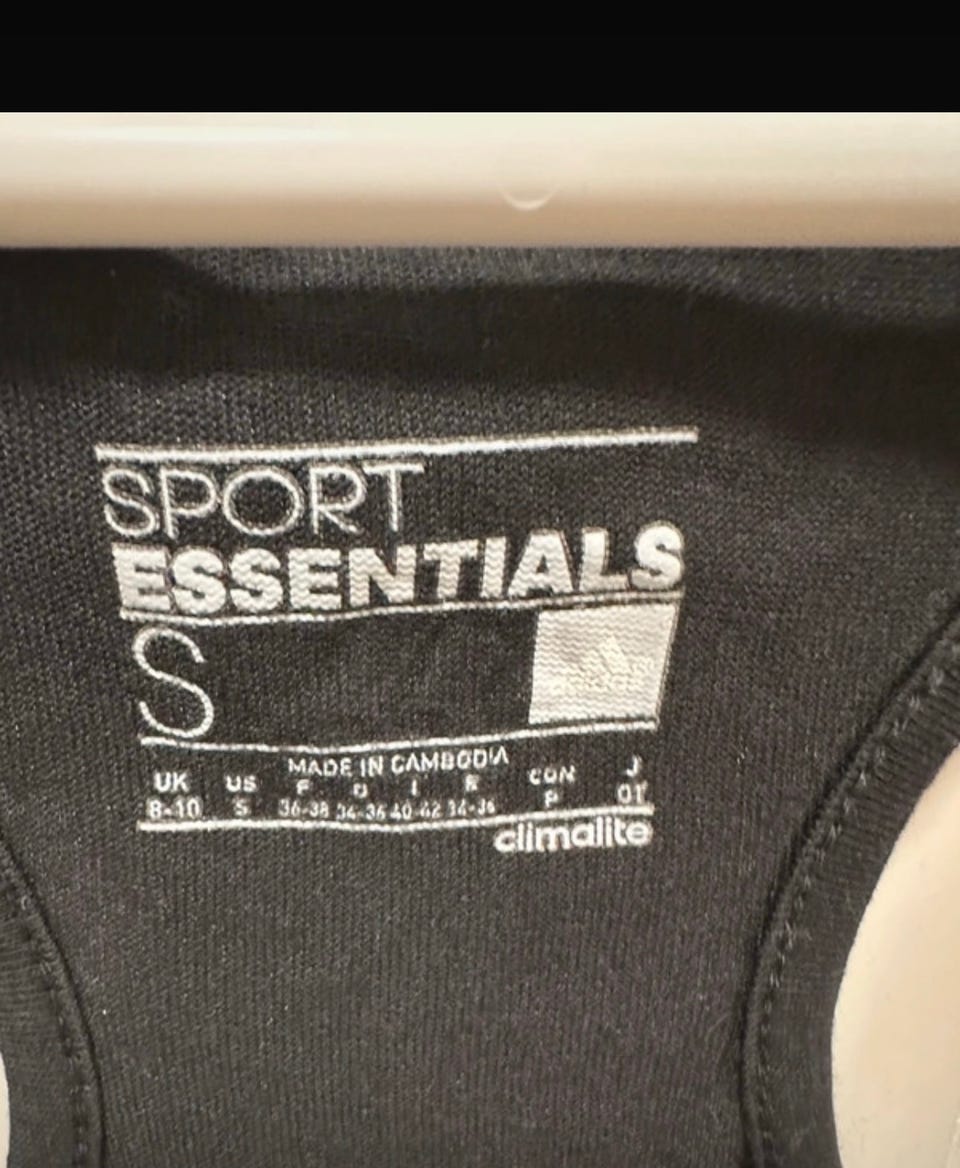 SPORT
ESSENTIALS
S
MADE IN CAMBODIA
UK US F D I CON J
8-10 S 36-38 34-36 40-42 34-36 P OT
climalite